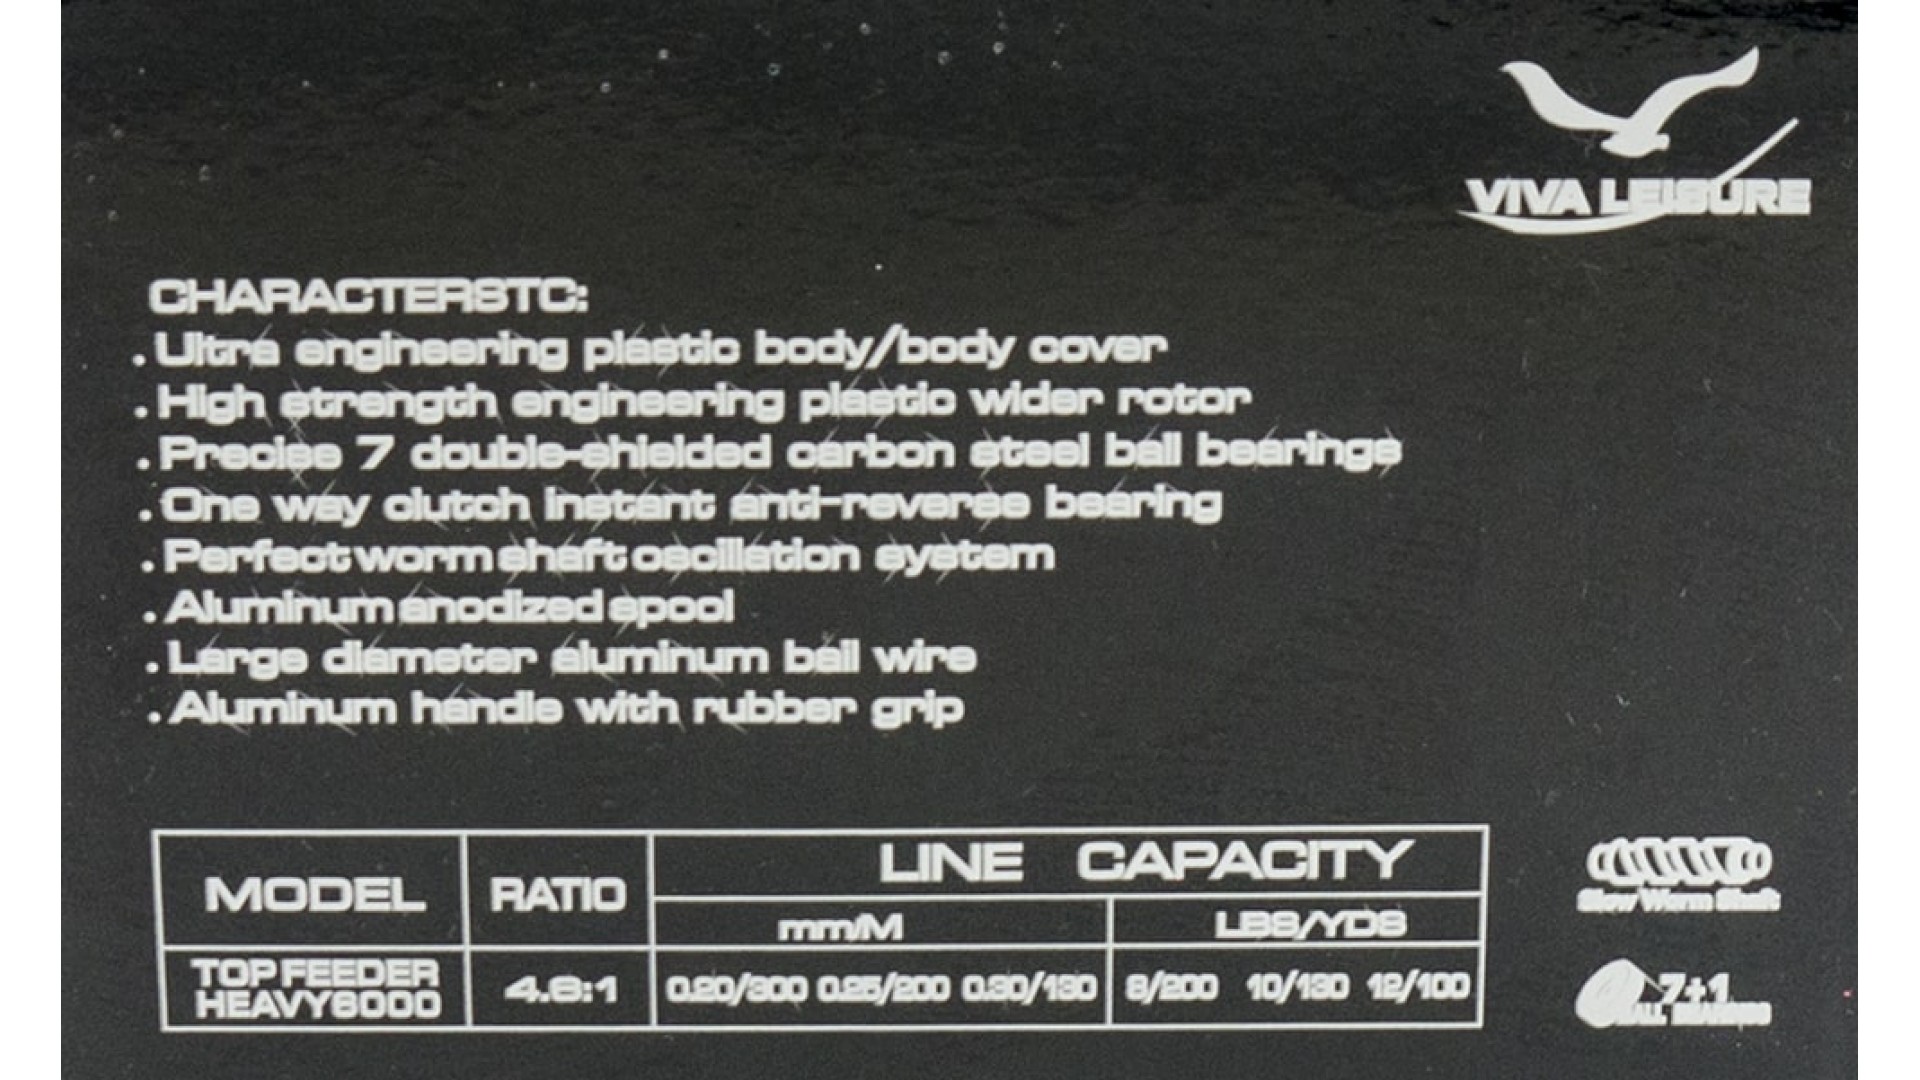 VIVA LEISURE
CHARACTERSTC:
. Ultra engineering plastic body/body cover
. High strength engineering plastic wider rotor
. Precise 7 double-shielded carbon steel ball bearings
. One way clutch instant anti-reverse bearing
. Perfect worm shaft oscillation system
. Aluminum anodized spool
. Large diameter aluminum bail wire
. Aluminum handle with rubber grip
MODEL RATIO LINE CAPACITY
mm/M LBS/YDS
TOP FEEDER
HEAVY6000
4.6:1 0.20/300 0.25/200 0.30/130 8/200 10/130 12/100
Slow Worm Shaft
7+1
BALL BEARINGS